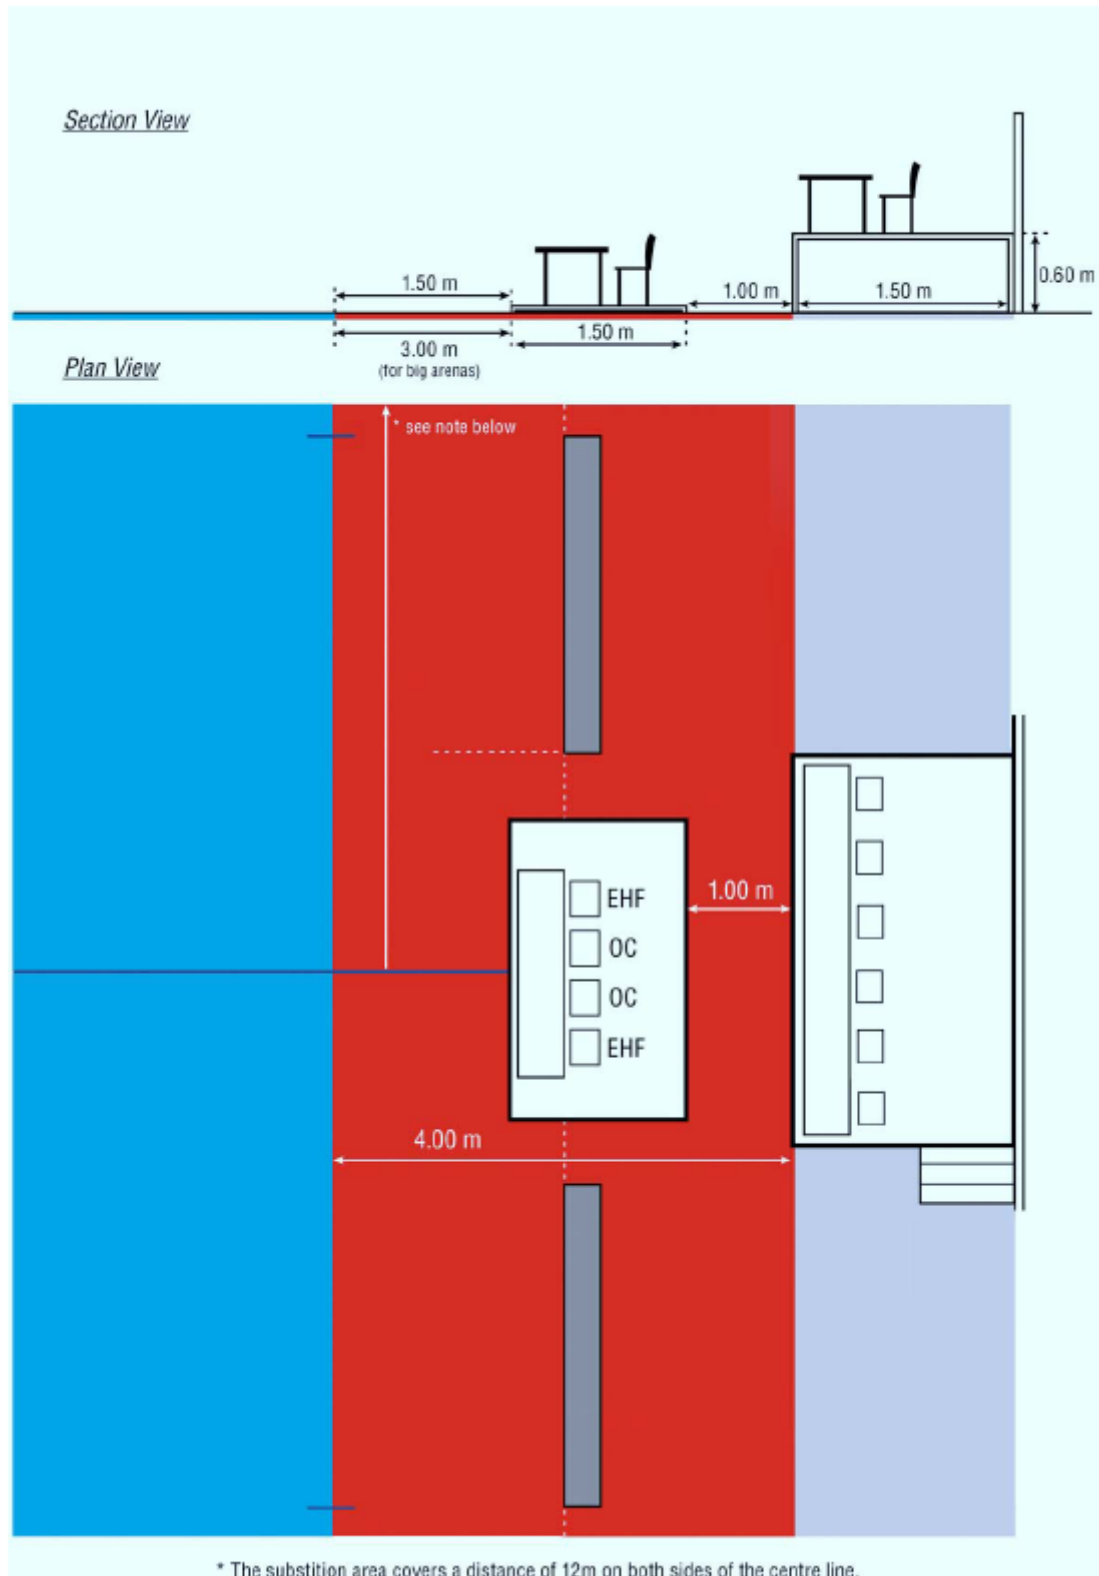 Section View
0.60 m
1.50 m
1.00 m
1.50 m
1.50 m
3.00 m
(for big arenas)
Plan View
* see note below
EHF
1.00 m
OC
OC
EHF
4.00 m
* The substition area covers a distance of 12m on both sides of the centre line.